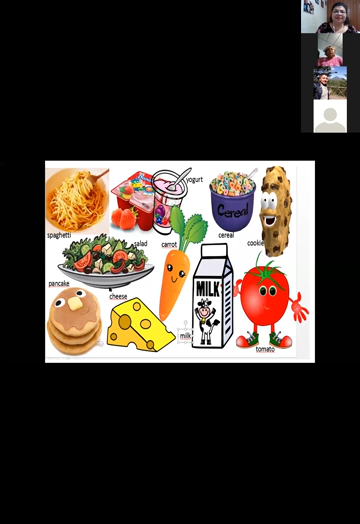 yogurt
Cereal
spaghetti
salad
carrot
cereal
cookie
pancake
cheese
MILK
milk
tomato